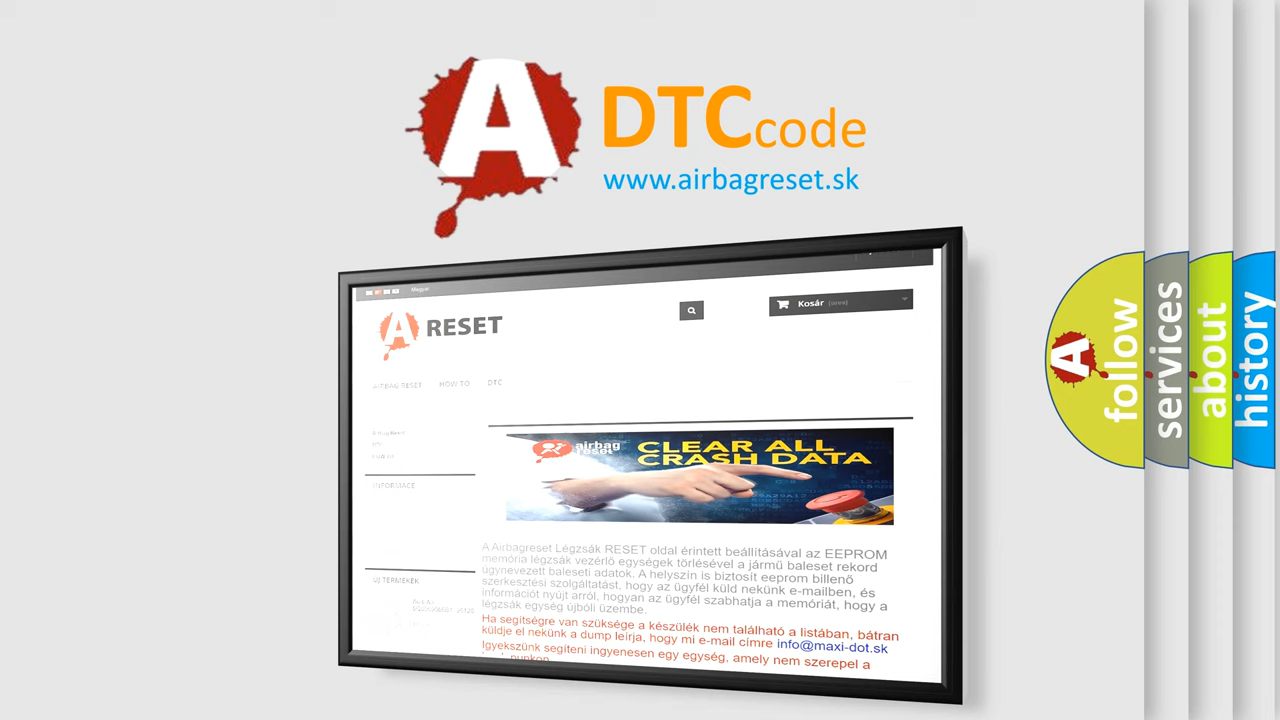 A DTCcode
www.airbagreset.sk
Magyar
A RESET
Kosár (üres)
AIRBAG RESET HOW TO DTC
INFORMACE
airbag
reset
CLEAR ALL
CRASH DATA
A Airbagreset Légzsák RESET oldal érintett beállításával az EEPROM
memória légzsák vezérlő egységek törlésével a jármű baleset rekord
úgynevezett baleseti adatok. A helyszín is biztosít eeprom billenő
szerkesztési szolgáltatást, hogy az ügyfél küld nekünk e-mailben, és
információt nyújt arról, hogyan az ügyfél szabhatja a memóriát, hogy a
légzsák egység újbóli üzembe.
Ha segítségre van szüksége a készülék nem található a listában, bátran
küldje el nekünk a dump leírja, hogy mi e-mail címre info@maxi-dot.sk
Igyekszünk segíteni ingyenesen egy egység, amely nem szerepel a
ÚJ TERMÉKEK
A follow
services
about
history